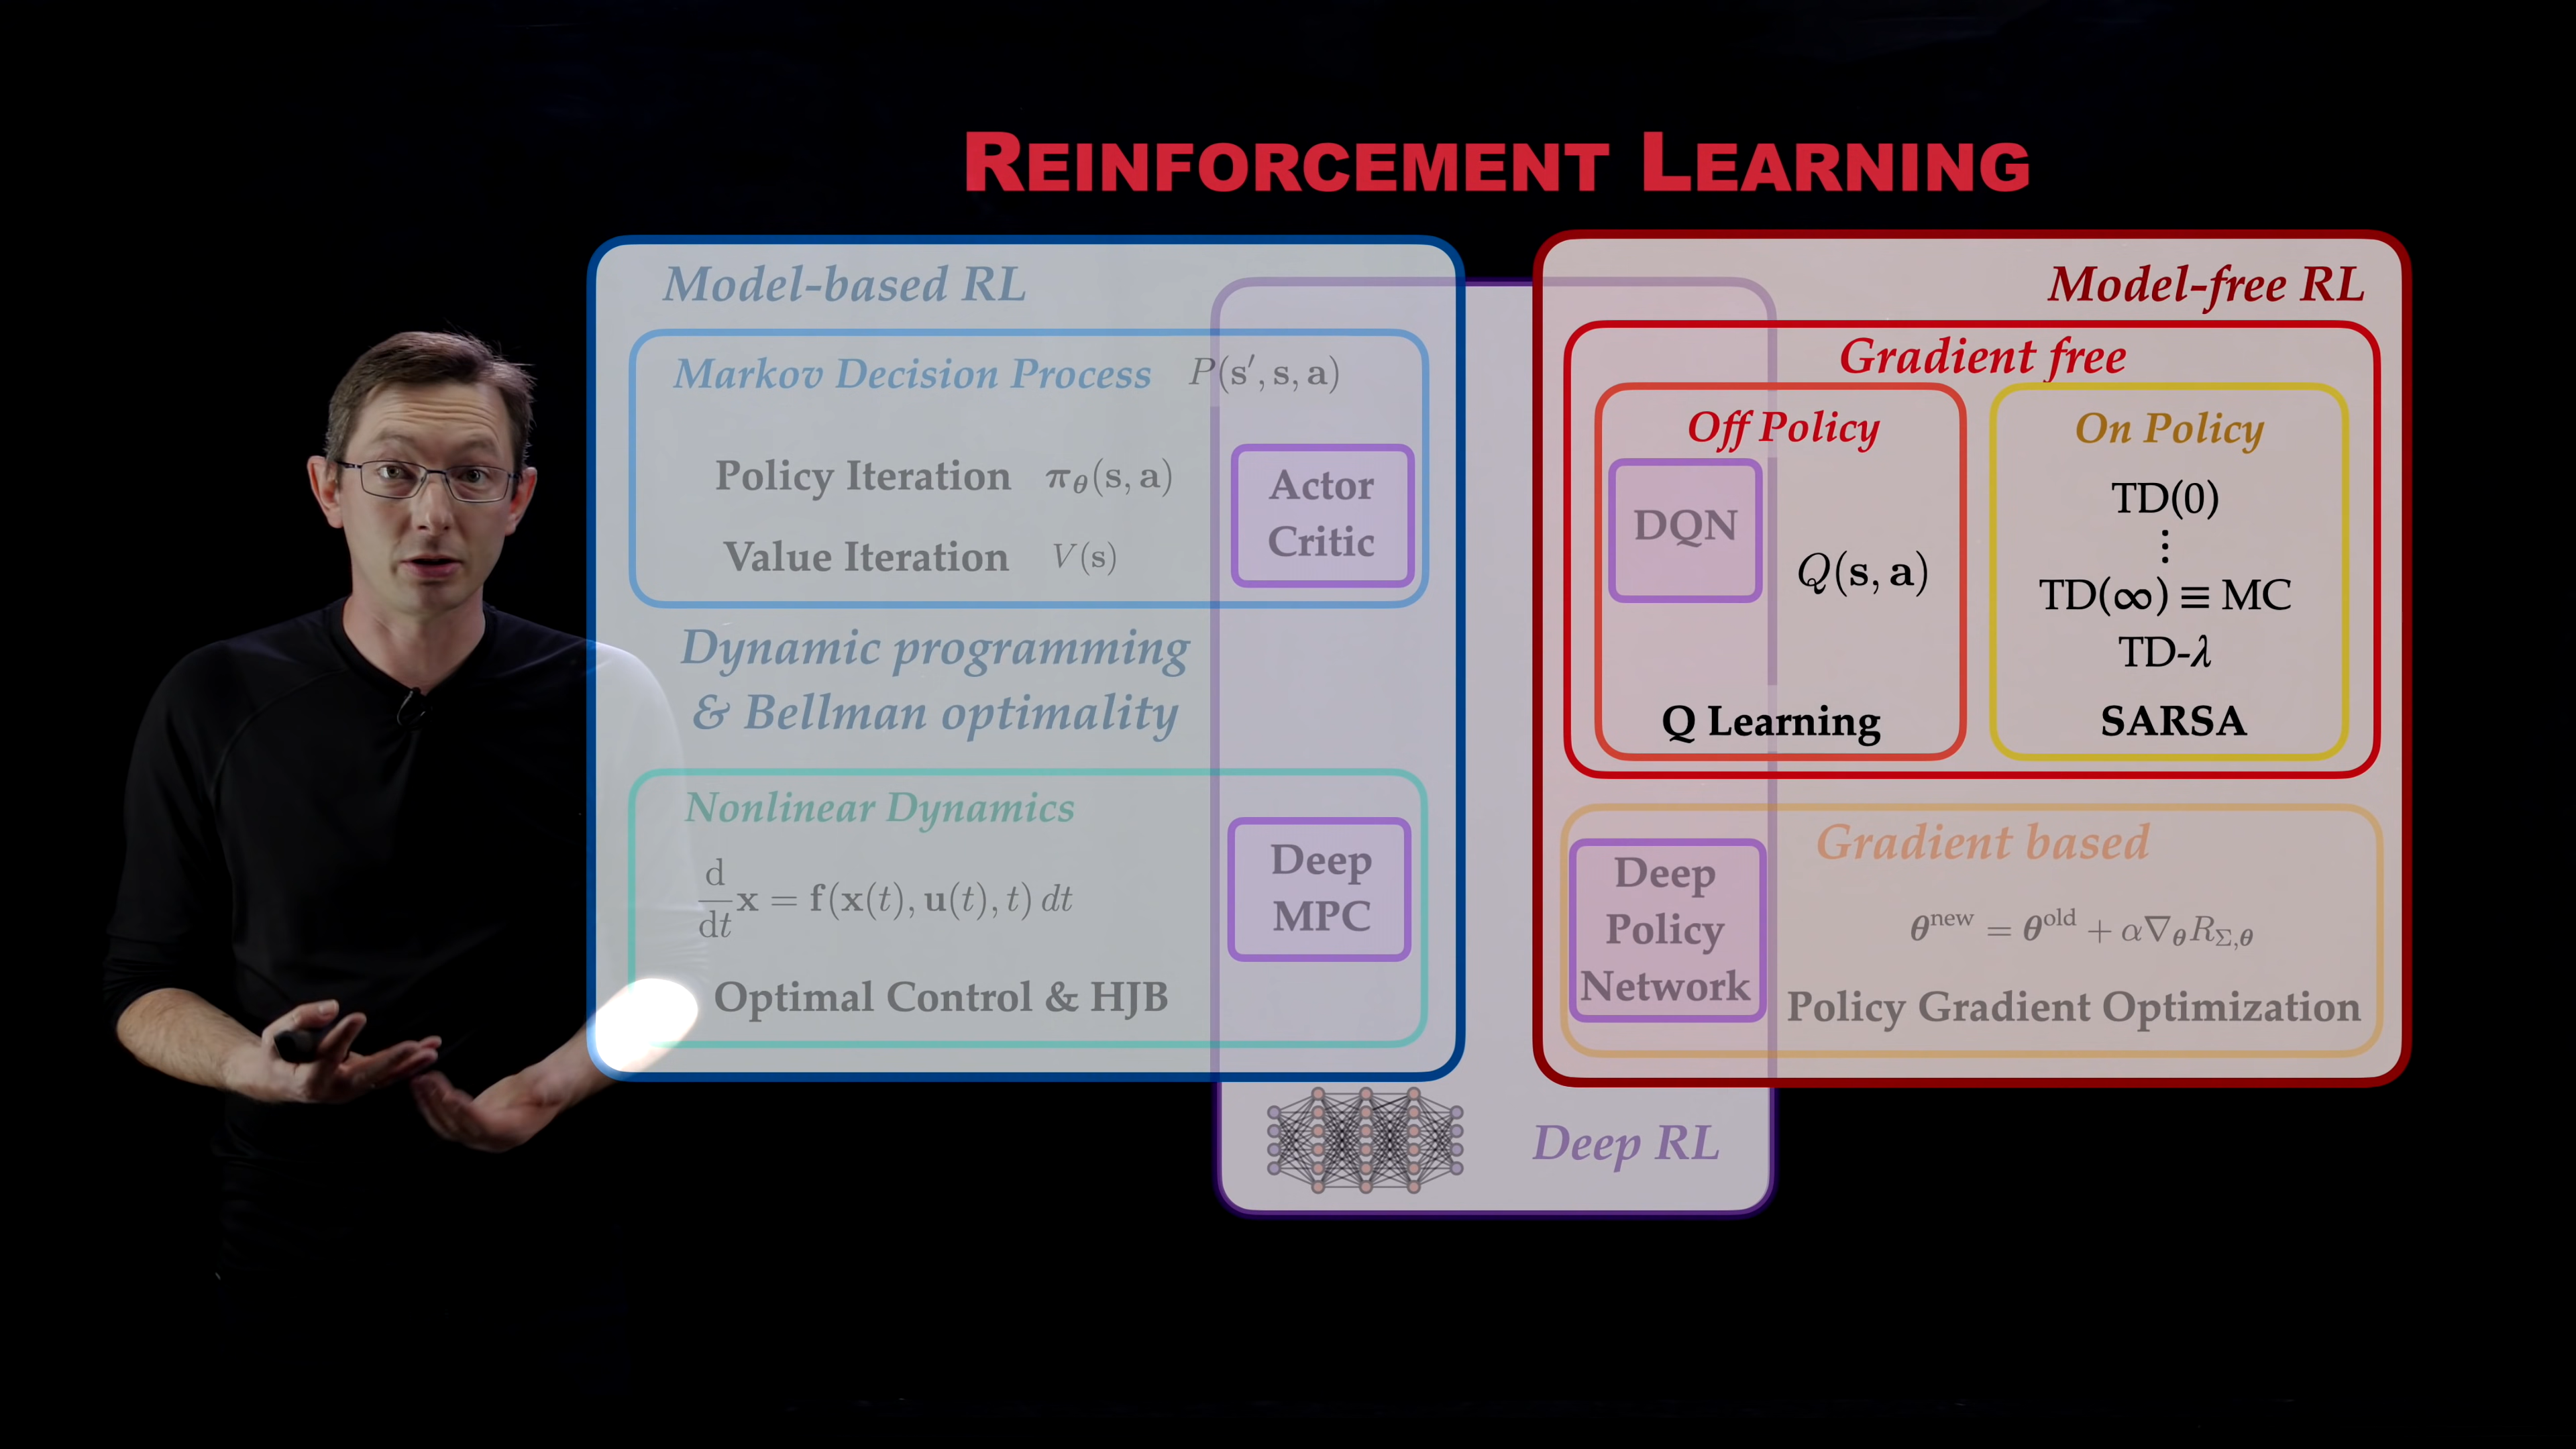 REINFORCEMENT LEARNING
Model-based RL
Markov Decision Process P(s′, s, a)
Policy Iteration π_θ(s, a)
Value Iteration V(s)
Actor
Critic
Dynamic programming
& Bellman optimality
Nonlinear Dynamics
d/dt x = f(x(t), u(t), t) dt
Optimal Control & HJB
Deep
MPC
Model-free RL
Gradient free
Off Policy
DQN
Q(s, a)
Q Learning
On Policy
TD(0)
⋮
TD(∞) ≡ MC
TD-λ
SARSA
Gradient based
Deep
Policy
Network
θ^new = θ^old + α∇_θ R_Σ,θ
Policy Gradient Optimization
Deep RL